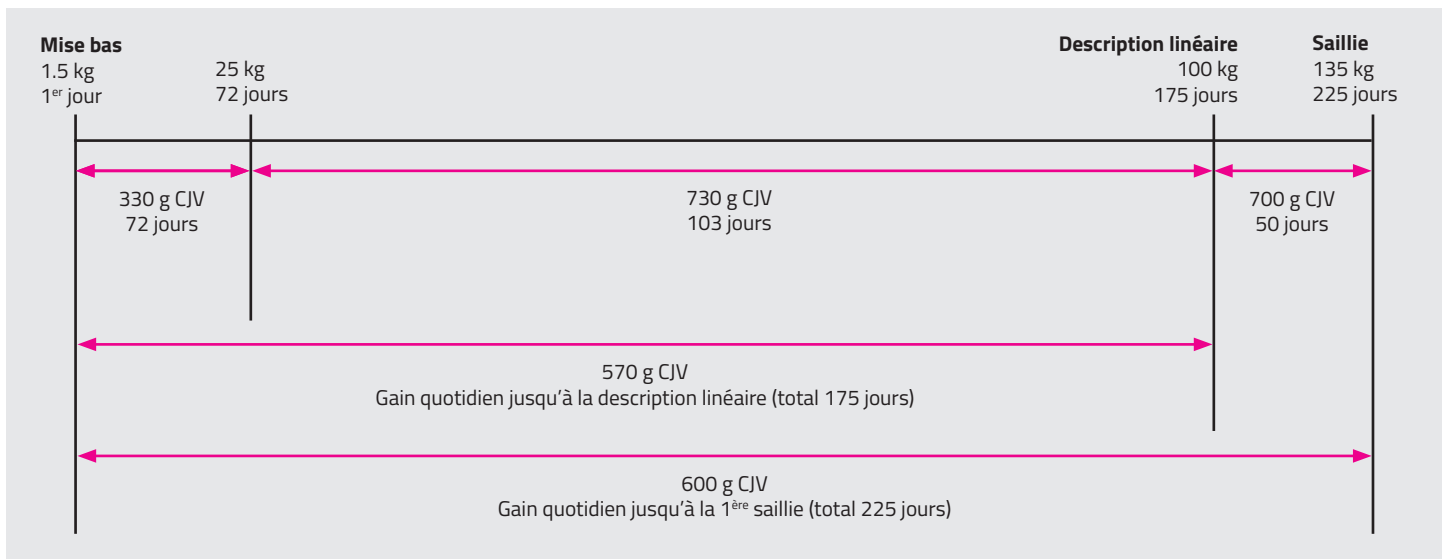 Mise bas
1.5 kg
1er jour
25 kg
72 jours
Description linéaire
100 kg
175 jours
Saillie
135 kg
225 jours
330 g CJV
72 jours
730 g CJV
103 jours
700 g CJV
50 jours
570 g CJV
Gain quotidien jusqu'à la description linéaire (total 175 jours)
600 g CJV
Gain quotidien jusqu'à la 1ère saillie (total 225 jours)